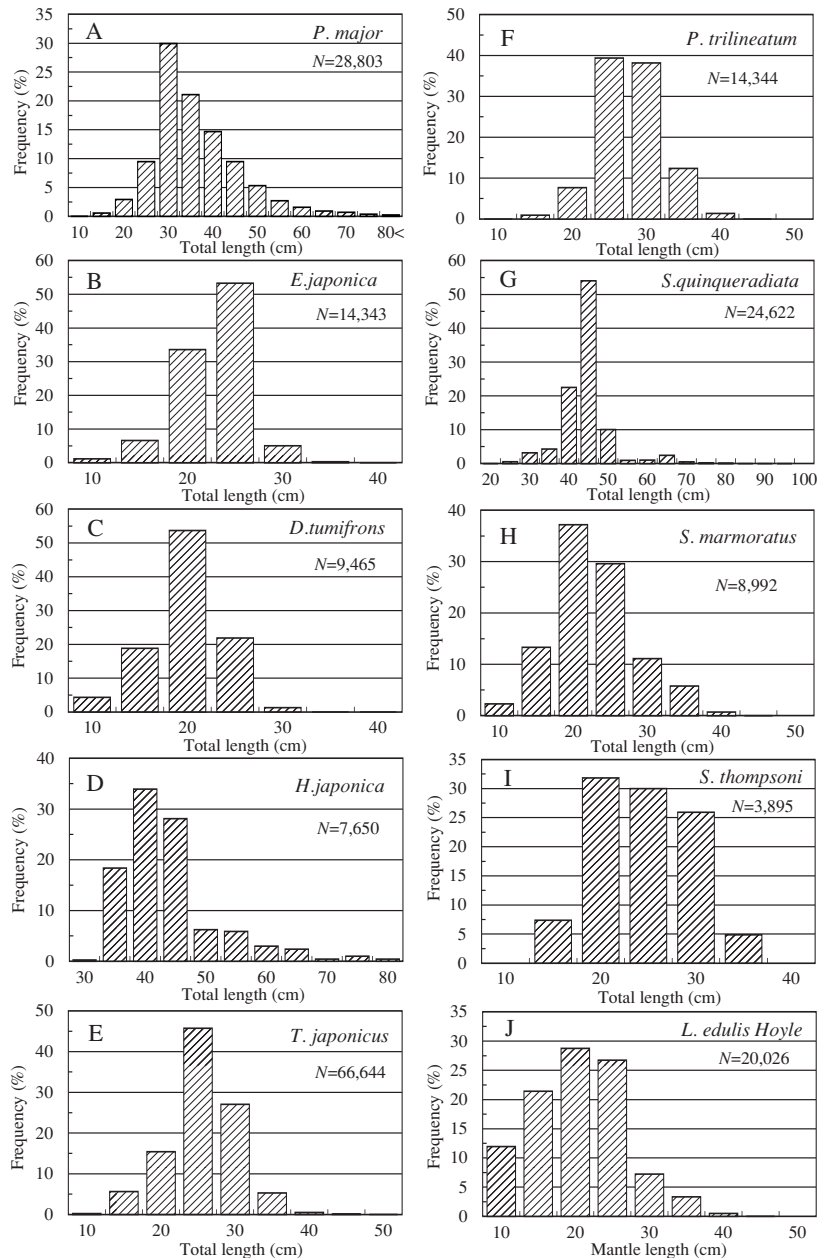 A
P. major
N=28,803
Frequency (%)
35
30
25
20
15
10
5
0
10 20 30 40 50 60 70 80<
Total length (cm)
B
E.japonica
N=14,343
Frequency (%)
60
50
40
30
20
10
0
10 20 30 40
Total length (cm)
C
D.tumifrons
N=9,465
Frequency (%)
60
50
40
30
20
10
0
10 20 30 40
Total length (cm)
D
H.japonica
N=7,650
Frequency (%)
40
30
20
10
0
30 40 50 60 70 80
Total length (cm)
E
T. japonicus
N=66,644
Frequency (%)
50
40
30
20
10
0
10 20 30 40 50
Total length (cm)
F
P. trilineatum
N=14,344
Frequency (%)
50
40
30
20
10
0
10 20 30 40 50
Total length (cm)
G
S.quinqueradiata
N=24,622
Frequency (%)
60
50
40
30
20
10
0
20 30 40 50 60 70 80 90 100
Total length (cm)
H
S. marmoratus
N=8,992
Frequency (%)
40
30
20
10
0
10 20 30 40 50
Total length (cm)
I
S. thompsoni
N=3,895
Frequency (%)
35
30
25
20
15
10
5
0
10 20 30 40
Total length (cm)
J
L. edulis Hoyle
N=20,026
Frequency (%)
35
30
25
20
15
10
5
0
10 20 30 40 50
Mantle length (cm)